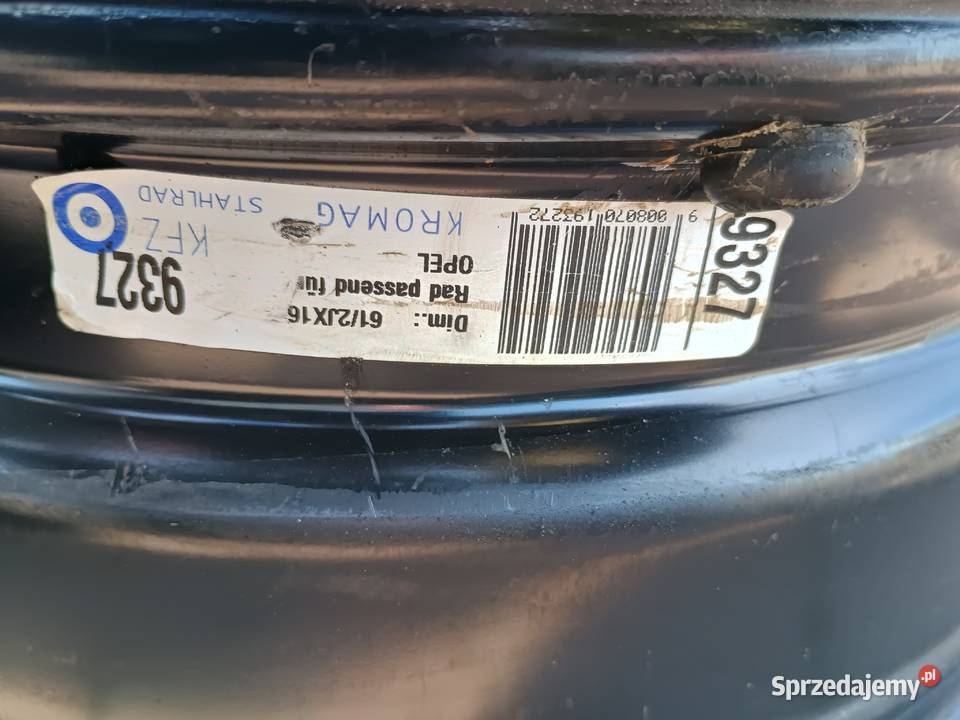 9327
Dim.: 61/2JX16
Rad passend für
OPEL
KROMAG
KFZ
STAHLRAD
9 008070 193272
9327
Sprzedajemy.pl